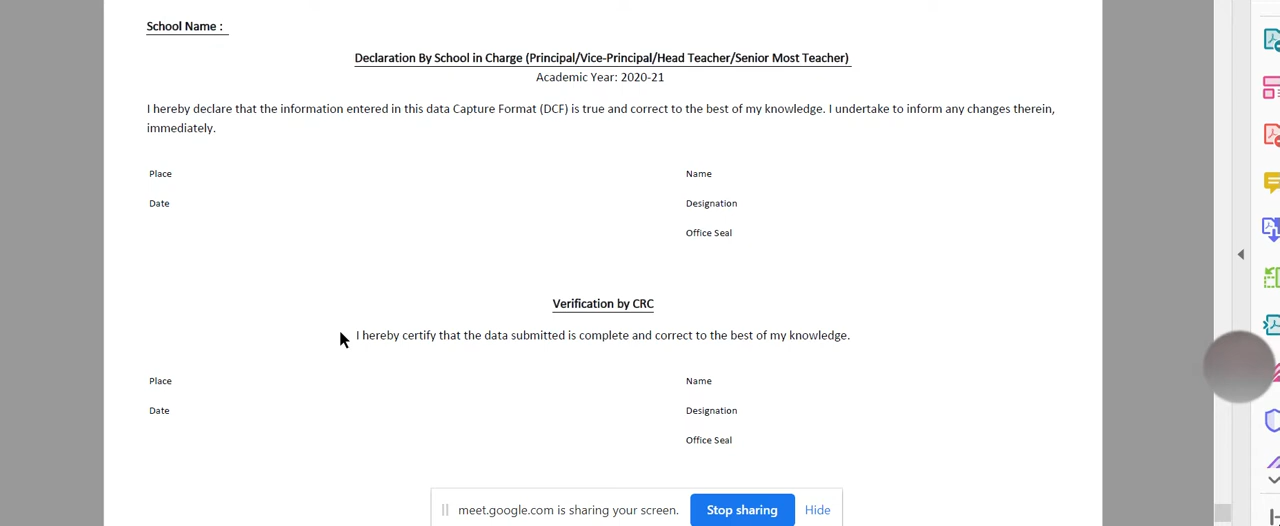 School Name :
Declaration By School in Charge (Principal/Vice-Principal/Head Teacher/Senior Most Teacher)
Academic Year: 2020-21
I hereby declare that the information entered in this data Capture Format (DCF) is true and correct to the best of my knowledge. I undertake to inform any changes therein,
immediately.
Place
Name
Date
Designation
Office Seal
Verification by CRC
I hereby certify that the data submitted is complete and correct to the best of my knowledge.
Place
Name
Date
Designation
Office Seal
meet.google.com is sharing your screen.
Stop sharing
Hide